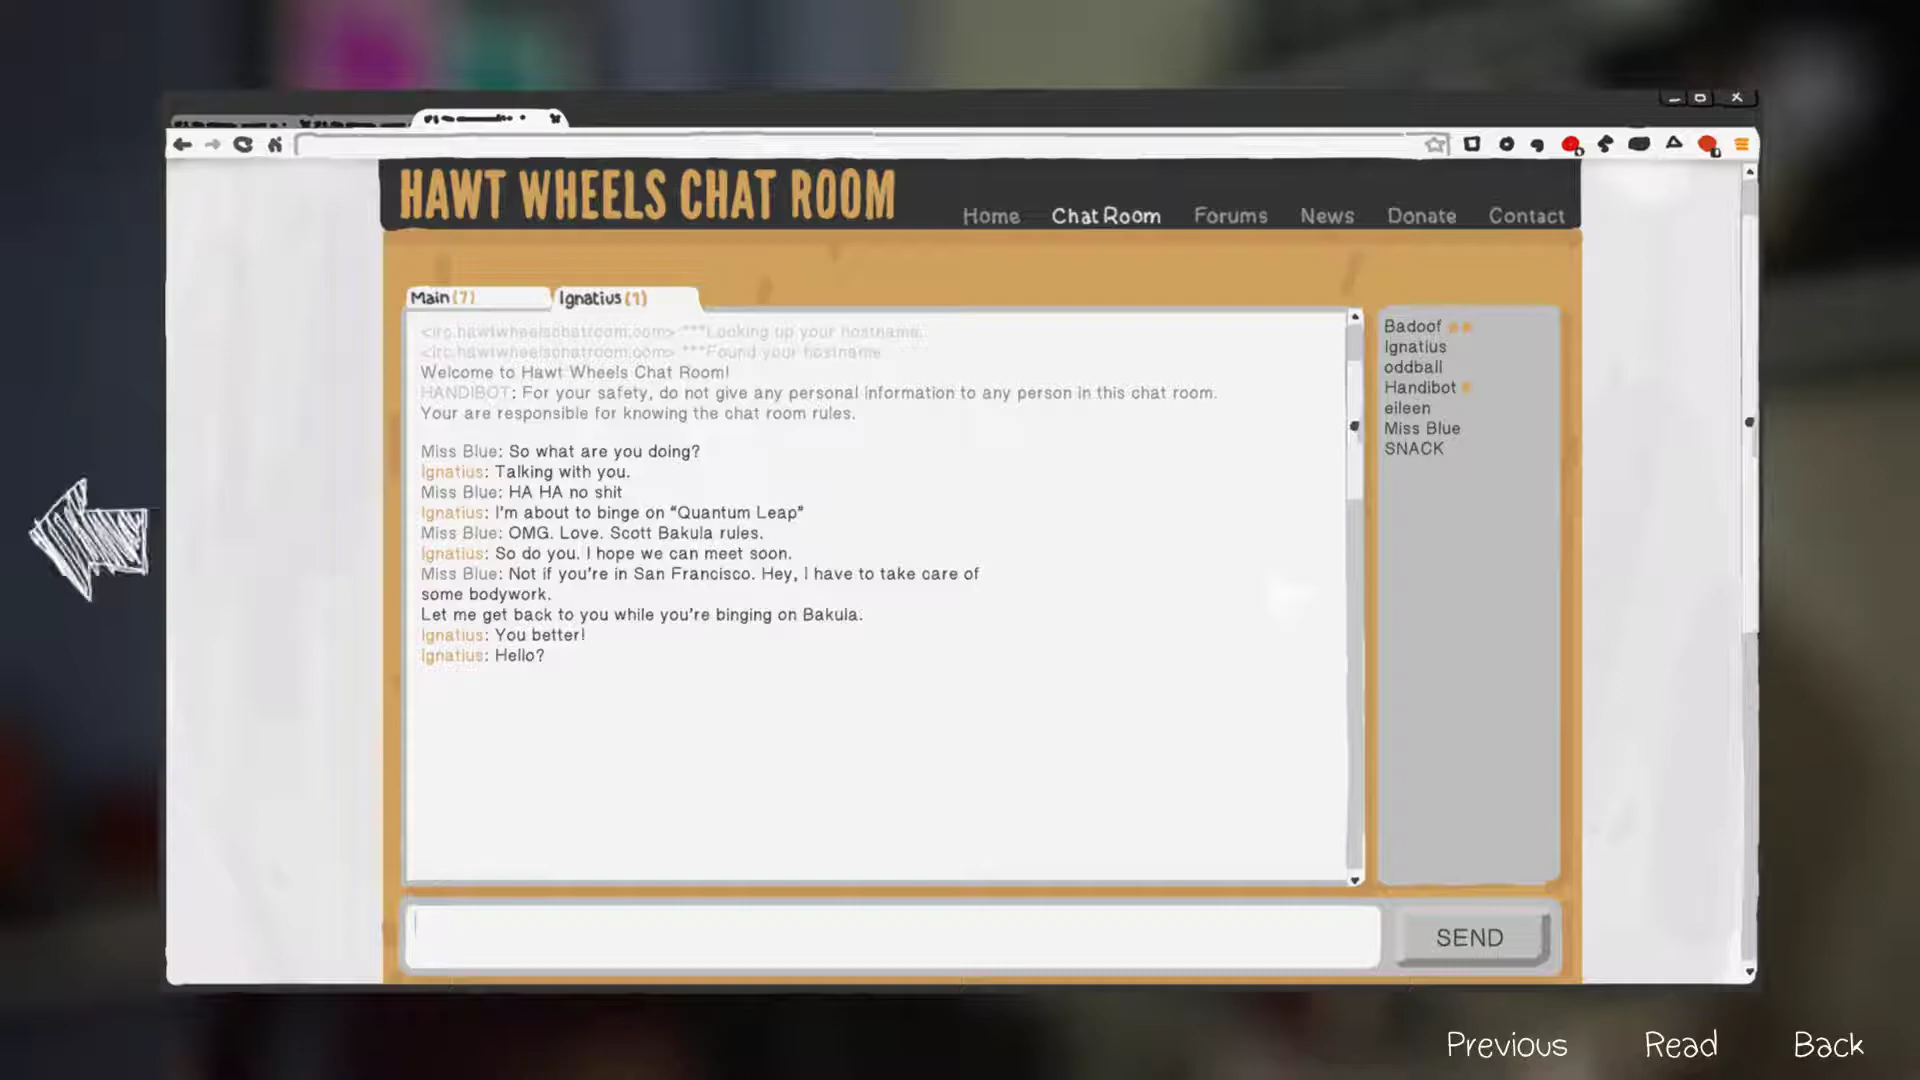 HAWT WHEELS CHAT ROOM
Home Chat Room Forums News Donate Contact
Main (7) Ignatius (1)
<irc.hawtwheelschatroom.com> ***Looking up your hostname.
<irc.hawtwheelschatroom.com> ***Found your hostname
Welcome to Hawt Wheels Chat Room!
HANDIBOT: For your safety, do not give any personal information to any person in this chat room.
Your are responsible for knowing the chat room rules.
Miss Blue: So what are you doing?
Ignatius: Talking with you.
Miss Blue: HA HA no shit
Ignatius: I'm about to binge on "Quantum Leap"
Miss Blue: OMG. Love. Scott Bakula rules.
Ignatius: So do you. I hope we can meet soon.
Miss Blue: Not if you're in San Francisco. Hey, I have to take care of
some bodywork.
Let me get back to you while you're binging on Bakula.
Ignatius: You better!
Ignatius: Hello?
Badoof
Ignatius
oddball
Handibot
eileen
Miss Blue
SNACK
SEND
Previous Read Back